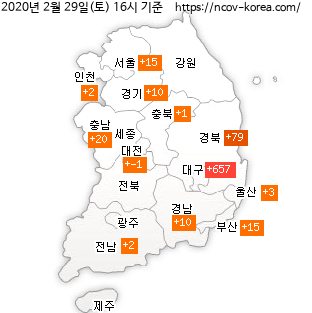 2020년 2월 29일(토) 16시 기준 https://ncov-korea.com/
서울 +15
강원
인천
+2
경기 +10
충북 +1
충남
+20
세종
경북 +79
대전
+-1
대구 +657
전북
울산 +3
경남
+10
부산 +15
광주
전남 +2
제주